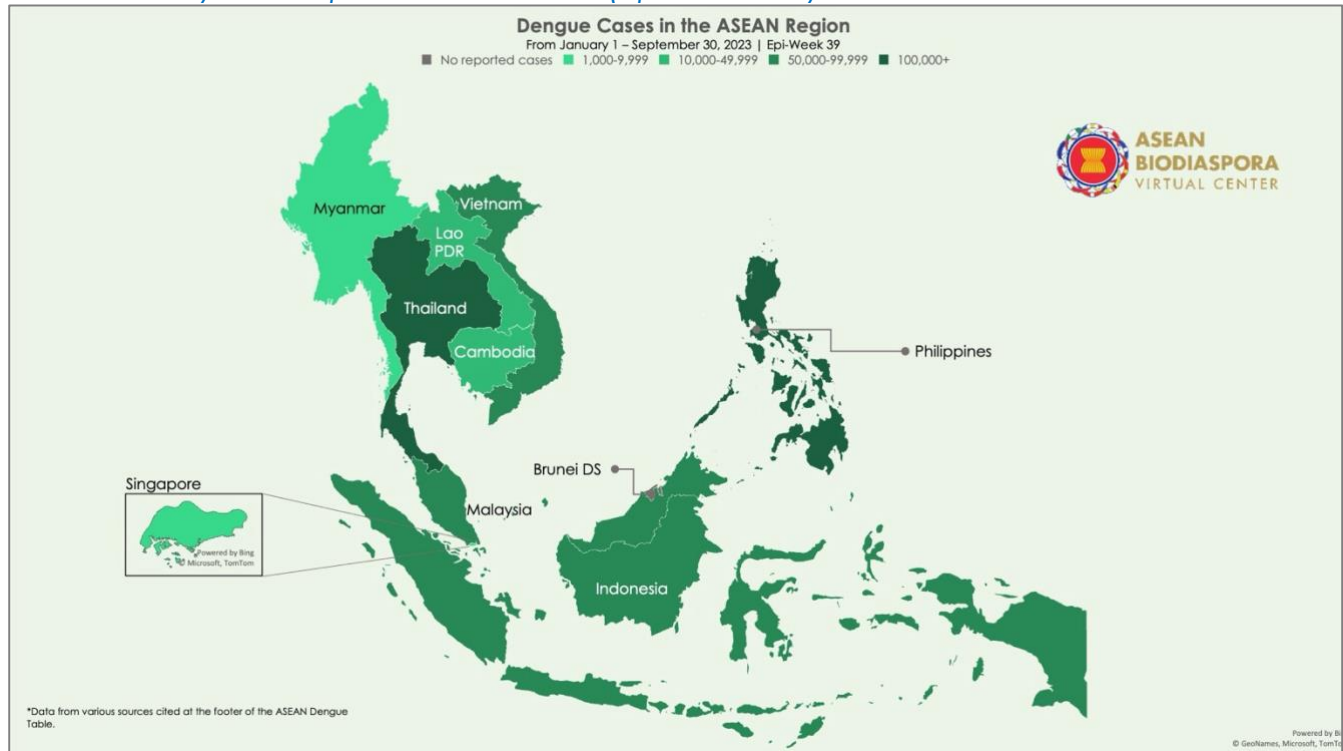 Dengue Cases in the ASEAN Region
From January 1 – September 30, 2023 | Epi-Week 39
No reported cases 1,000-9,999 10,000-49,999 50,000-99,999 100,000+
ASEAN
BIODIASPORA
VIRTUAL CENTER
Myanmar
Vietnam
Lao
PDR
Thailand
Cambodia
Philippines
Brunei DS
Singapore
Malaysia
Powered by Bing
© Microsoft, TomTom
Indonesia
*Data from various sources cited at the footer of the ASEAN Dengue
Table.
Powered by
© GeoNames, Microsoft,